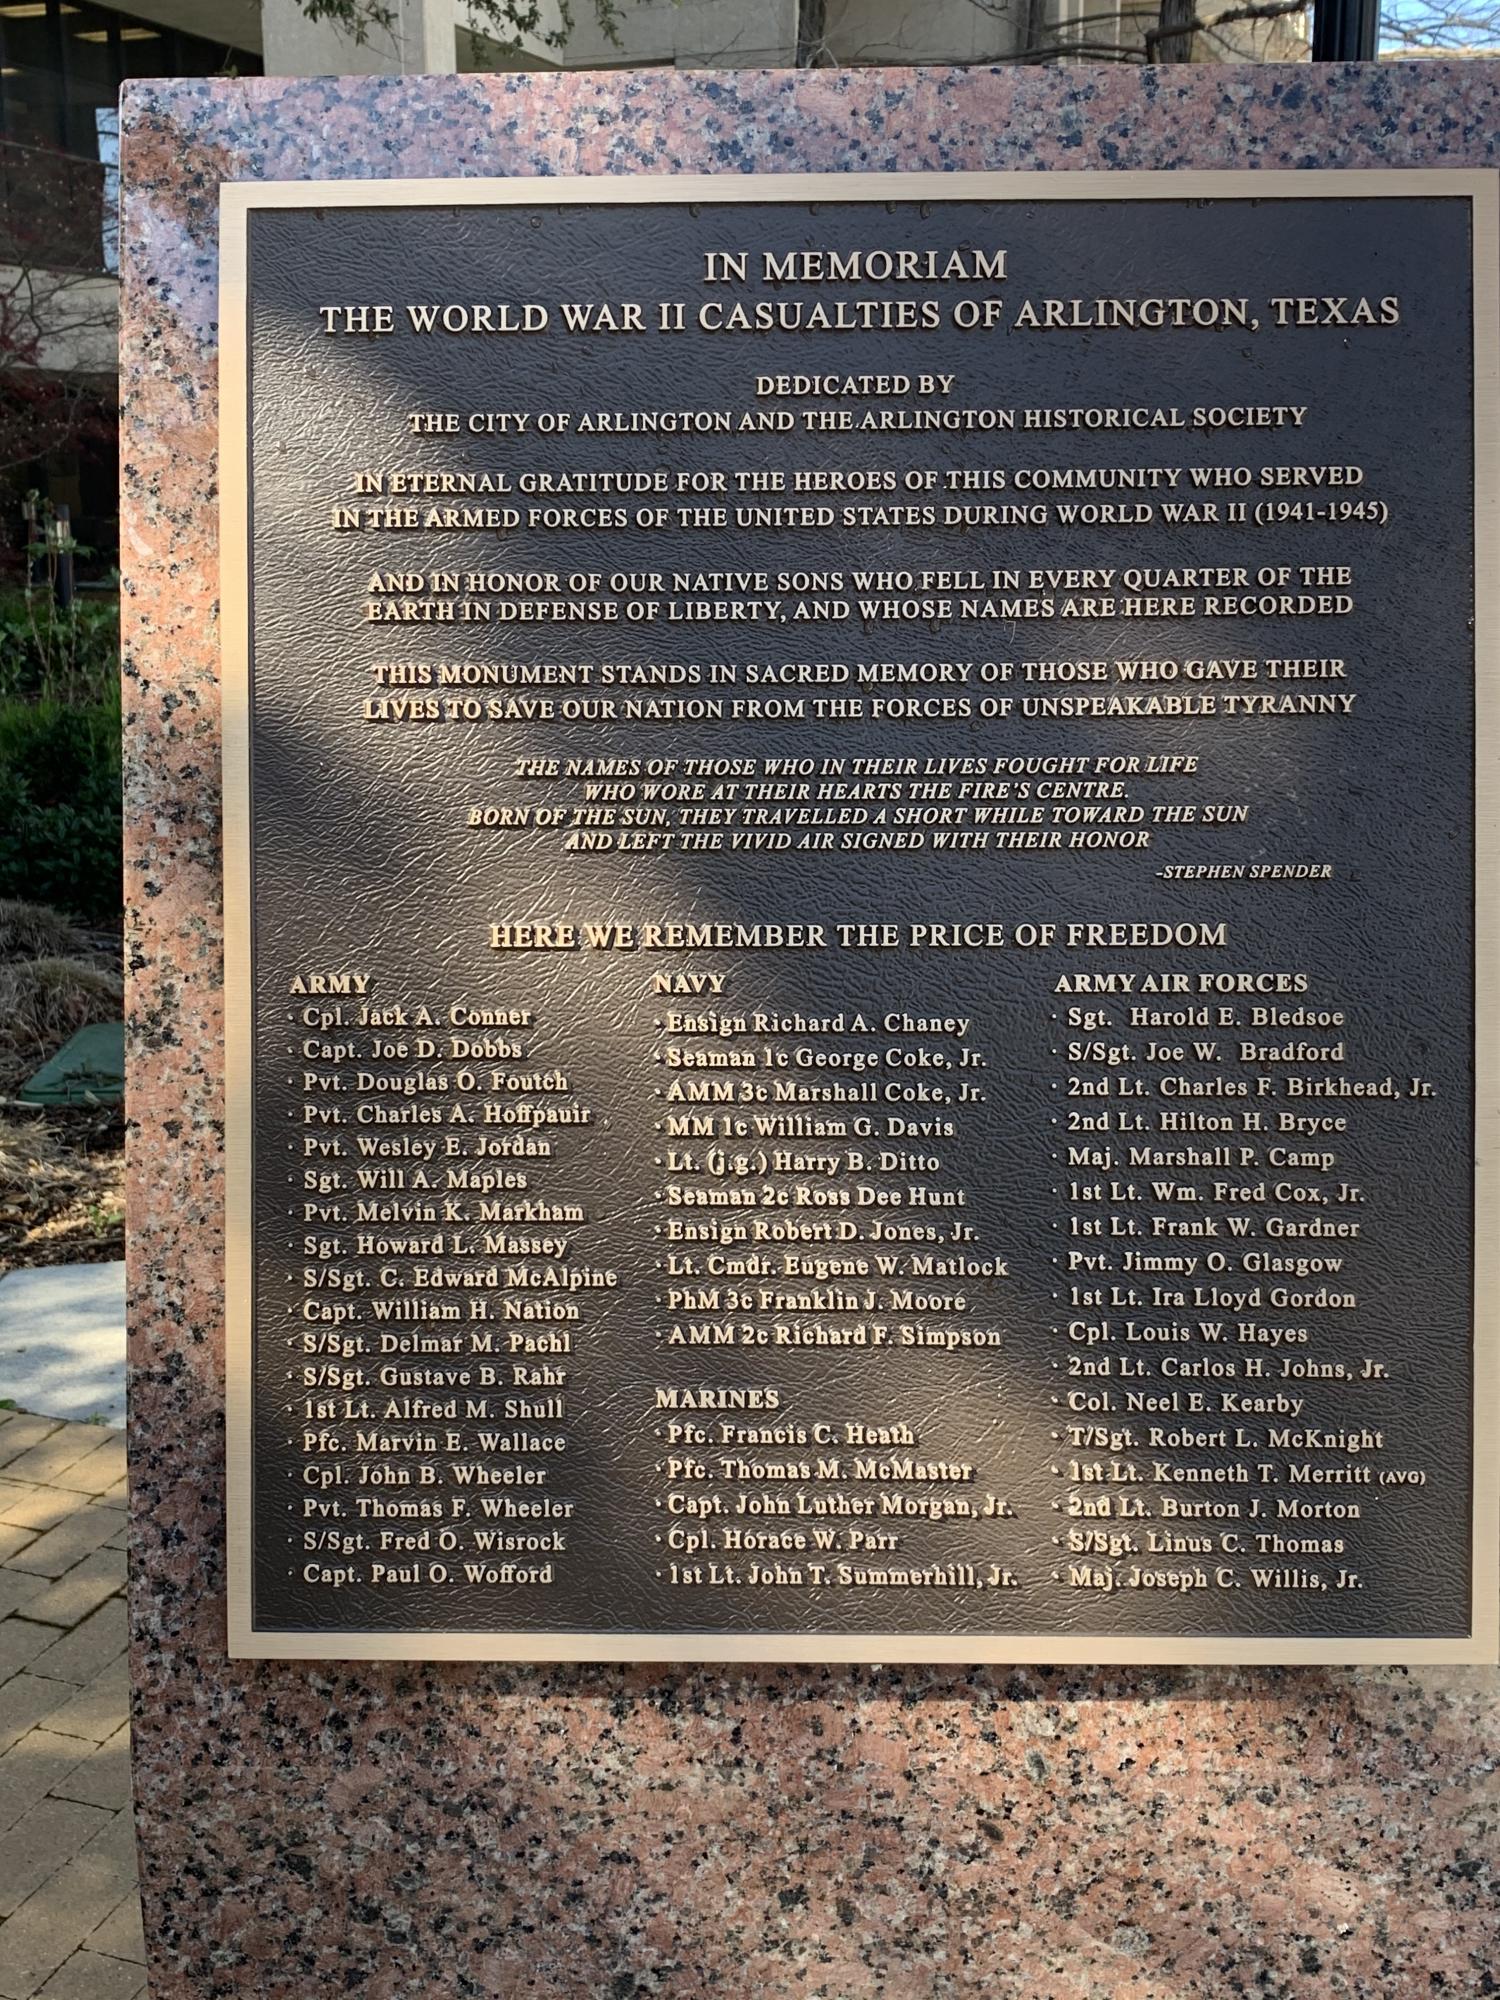 IN MEMORIAM
THE WORLD WAR II CASUALTIES OF ARLINGTON, TEXAS
DEDICATED BY
THE CITY OF ARLINGTON AND THE ARLINGTON HISTORICAL SOCIETY
IN ETERNAL GRATITUDE FOR THE HEROES OF THIS COMMUNITY WHO SERVED
IN THE ARMED FORCES OF THE UNITED STATES DURING WORLD WAR II (1941-1945)
AND IN HONOR OF OUR NATIVE SONS WHO FELL IN EVERY QUARTER OF THE
EARTH IN DEFENSE OF LIBERTY, AND WHOSE NAMES ARE HERE RECORDED
THIS MONUMENT STANDS IN SACRED MEMORY OF THOSE WHO GAVE THEIR
LIVES TO SAVE OUR NATION FROM THE FORCES OF UNSPEAKABLE TYRANNY
THE NAMES OF THOSE WHO IN THEIR LIVES FOUGHT FOR LIFE
WHO WORE AT THEIR HEARTS THE FIRE'S CENTRE.
BORN OF THE SUN, THEY TRAVELLED A SHORT WHILE TOWARD THE SUN
AND LEFT THE VIVID AIR SIGNED WITH THEIR HONOR
-STEPHEN SPENDER
HERE WE REMEMBER THE PRICE OF FREEDOM
ARMY
· Cpl. Jack A. Conner
· Capt. Joe D. Dobbs
· Pvt. Douglas O. Foutch
· Pvt. Charles A. Hoffpauir
· Pvt. Wesley E. Jordan
· Sgt. Will A. Maples
· Pvt. Melvin K. Markham
· Sgt. Howard L. Massey
· S/Sgt. C. Edward McAlpine
· Capt. William H. Nation
· S/Sgt. Delmar M. Pachl
· S/Sgt. Gustave B. Rahr
· 1st Lt. Alfred M. Shull
· Pfc. Marvin E. Wallace
· Cpl. John B. Wheeler
· Pvt. Thomas F. Wheeler
· S/Sgt. Fred O. Wisrock
· Capt. Paul O. Wofford
NAVY
· Ensign Richard A. Chaney
· Seaman 1c George Coke, Jr.
· AMM 3c Marshall Coke, Jr.
· MM 1c William G. Davis
· Lt. (j.g.) Harry B. Ditto
· Seaman 2c Ross Dee Hunt
· Ensign Robert D. Jones, Jr.
· Lt. Cmdr. Eugene W. Matlock
· PhM 3c Franklin J. Moore
· AMM 2c Richard F. Simpson
MARINES
· Pfc. Francis C. Heath
· Pfc. Thomas M. McMaster
· Capt. John Luther Morgan, Jr.
· Cpl. Horace W. Parr
· 1st Lt. John T. Summerhill, Jr.
ARMY AIR FORCES
· Sgt. Harold E. Bledsoe
· S/Sgt. Joe W. Bradford
· 2nd Lt. Charles F. Birkhead, Jr.
· 2nd Lt. Hilton H. Bryce
· Maj. Marshall P. Camp
· 1st Lt. Wm. Fred Cox, Jr.
· 1st Lt. Frank W. Gardner
· Pvt. Jimmy O. Glasgow
· 1st Lt. Ira Lloyd Gordon
· Cpl. Louis W. Hayes
· 2nd Lt. Carlos H. Johns, Jr.
· Col. Neel E. Kearby
· T/Sgt. Robert L. McKnight
· 1st Lt. Kenneth T. Merritt (AVG)
· 2nd Lt. Burton J. Morton
· S/Sgt. Linus C. Thomas
· Maj. Joseph C. Willis, Jr.